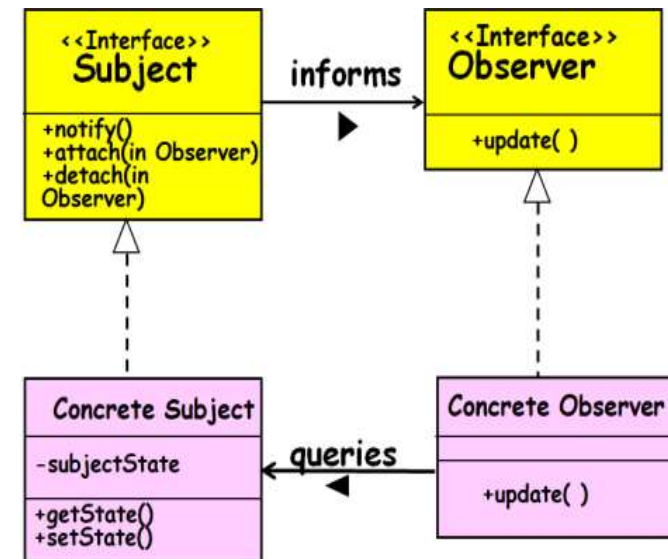 <<Interface>>
Subject
+notify()
+attach(in Observer)
+detach(in
Observer)
informs
<<Interface>>
Observer
+update( )
Concrete Subject
-subjectState
+getState()
+setState()
queries
Concrete Observer
+update( )